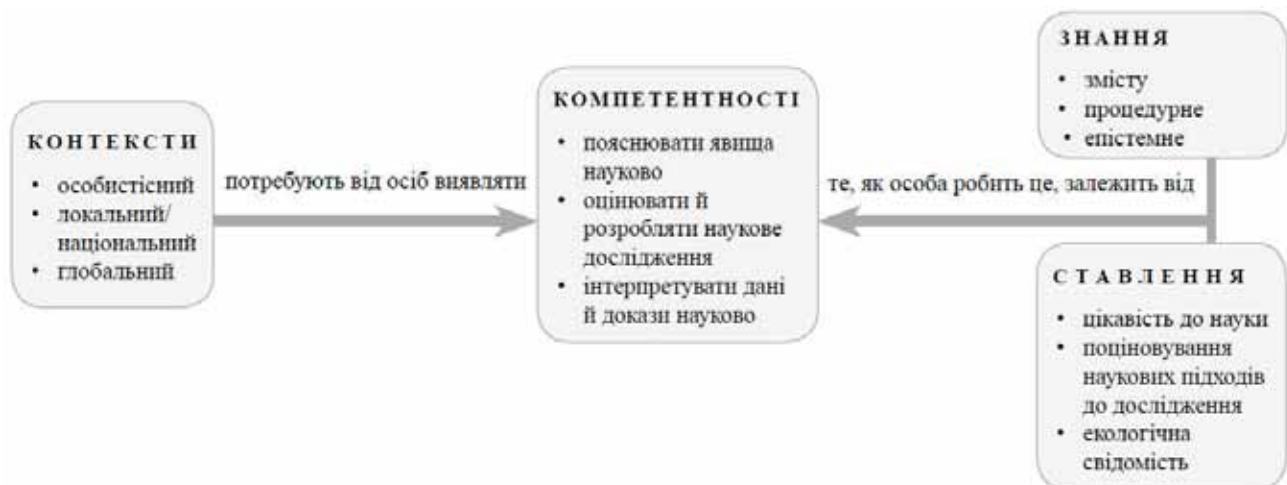 КОНТЕКСТИ
• особистісний
• локальний/
національний
• глобальний
потребують від осіб виявляти
КОМПЕТЕНТНОСТІ
• пояснювати явища
науково
• оцінювати й
розробляти наукове
дослідження
• інтерпретувати дані
й докази науково
те, як особа робить це, залежить від
ЗНАННЯ
• змісту
• процедурне
• епістемне
СТАВЛЕННЯ
• цікавість до науки
• поціновування
наукових підходів
до дослідження
• екологічна
свідомість